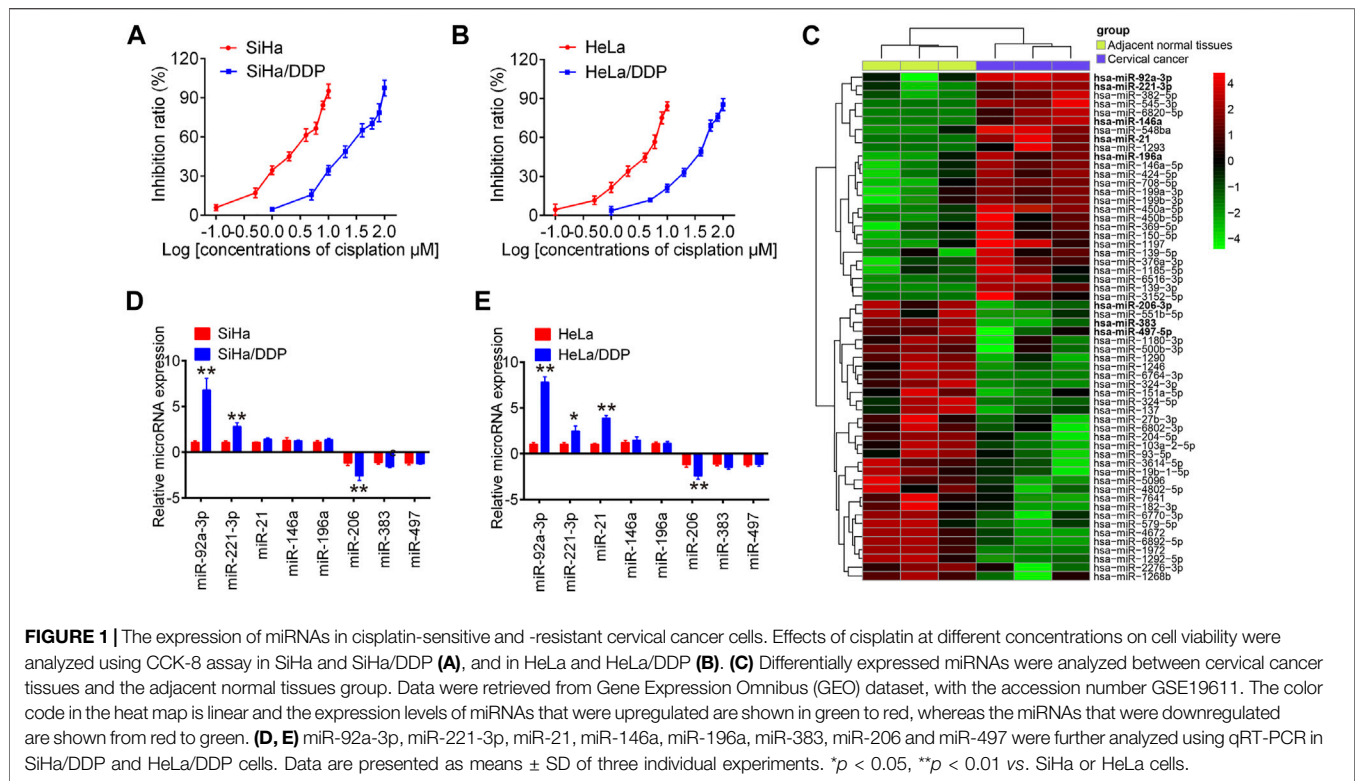 A
SiHa
SiHa/DDP
Inhibition ratio (%)
120
90
60
30
0
-1.0
-0.5
0.0
0.5
1.0
1.5
2.0
Log [concentrations of cisplation μM]
B
HeLa
HeLa/DDP
Inhibition ratio (%)
120
90
60
30
0
-1.0
-0.5
0.0
0.5
1.0
1.5
2.0
Log [concentrations of cisplation μM]
C
group
Adjacent normal tissues
Cervical cancer
hsa-miR-92a-3p
hsa-miR-221-3p
hsa-miR-382-5p
hsa-miR-545-3p
hsa-miR-6820-5p
hsa-miR-146a
hsa-miR-548ba
hsa-miR-21
hsa-miR-1293
hsa-miR-196a
hsa-miR-146a-5p
hsa-miR-424-5p
hsa-miR-708-5p
hsa-miR-199a-3p
hsa-miR-199b-3p
hsa-miR-450a-5p
hsa-miR-450b-5p
hsa-miR-369-5p
hsa-miR-150-5p
hsa-miR-1197
hsa-miR-139-5p
hsa-miR-376a-3p
hsa-miR-1185-5p
hsa-miR-6516-3p
hsa-miR-139-3p
hsa-miR-3152-5p
hsa-miR-206-3p
hsa-miR-551b-5p
hsa-miR-383
hsa-miR-497-5p
hsa-miR-1180-3p
hsa-miR-500b-3p
hsa-miR-1290
hsa-miR-1246
hsa-miR-6764-3p
hsa-miR-324-3p
hsa-miR-151a-5p
hsa-miR-324-5p
hsa-miR-137
hsa-miR-27b-3p
hsa-miR-6802-3p
hsa-miR-204-5p
hsa-miR-103a-2-5p
hsa-miR-93-5p
hsa-miR-3614-5p
hsa-miR-19b-1-5p
hsa-miR-5096
hsa-miR-4802-5p
hsa-miR-7641
hsa-miR-182-3p
hsa-miR-6770-3p
hsa-miR-579-5p
hsa-miR-4672
hsa-miR-6892-5p
hsa-miR-1972
hsa-miR-1292-5p
hsa-miR-2276-3p
hsa-miR-1268b
4
2
0
-2
-4
D
SiHa
SiHa/DDP
Relative microRNA expression
10
5
0
-5
**
**
**
miR-92a-3p
miR-221-3p
miR-21
miR-146a
miR-196a
miR-206
miR-383
miR-497
E
HeLa
HeLa/DDP
Relative microRNA expression
10
5
0
-5
**
*
**
**
miR-92a-3p
miR-221-3p
miR-21
miR-146a
miR-196a
miR-206
miR-383
miR-497
FIGURE 1 | The expression of miRNAs in cisplatin-sensitive and -resistant cervical cancer cells. Effects of cisplatin at different concentrations on cell viability were
analyzed using CCK-8 assay in SiHa and SiHa/DDP (A), and in HeLa and HeLa/DDP (B). (C) Differentially expressed miRNAs were analyzed between cervical cancer
tissues and the adjacent normal tissues group. Data were retrieved from Gene Expression Omnibus (GEO) dataset, with the accession number GSE19611. The color
code in the heat map is linear and the expression levels of miRNAs that were upregulated are shown in green to red, whereas the miRNAs that were downregulated
are shown from red to green. (D, E) miR-92a-3p, miR-221-3p, miR-21, miR-146a, miR-196a, miR-383, miR-206 and miR-497 were further analyzed using qRT-PCR in
SiHa/DDP and HeLa/DDP cells. Data are presented as means ± SD of three individual experiments. *p < 0.05, **p < 0.01 vs. SiHa or HeLa cells.